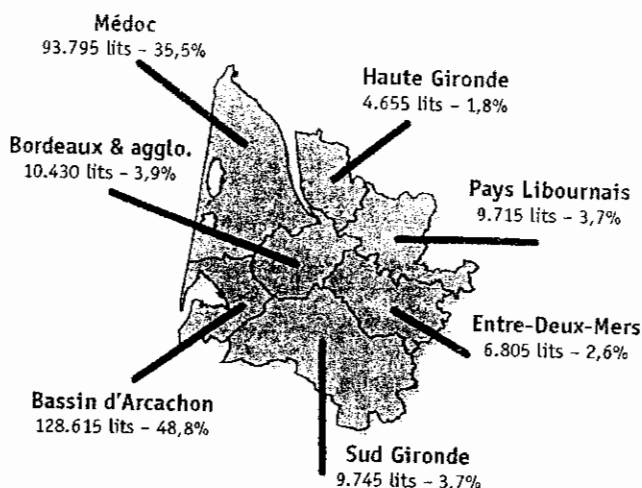 Médoc
93.795 lits – 35,5%
Haute Gironde
4.655 lits – 1,8%
Bordeaux & agglo.
10.430 lits – 3,9%
Pays Libournais
9.715 lits – 3,7%
Entre-Deux-Mers
6.805 lits – 2,6%
Bassin d'Arcachon
128.615 lits – 48,8%
Sud Gironde
9.745 lits – 3,7%